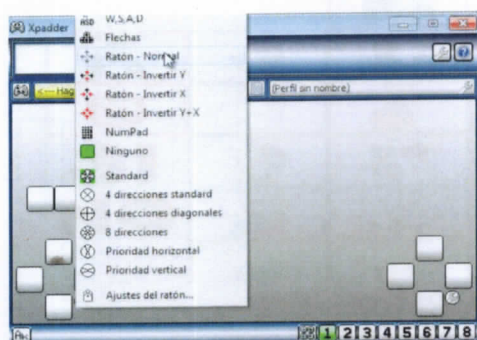 Xpadder
W,S,A,D
Flechas
Ratón - Normal
Ratón - Invertir Y
Ratón - Invertir X
Ratón - Invertir Y+X
NumPad
Ninguno
<--- Hag
(Perfil sin nombre)
Standard
4 direcciones standard
4 direcciones diagonales
8 direcciones
Prioridad horizontal
Prioridad vertical
Ajustes del ratón...
Abc
1 2 3 4 5 6 7 8